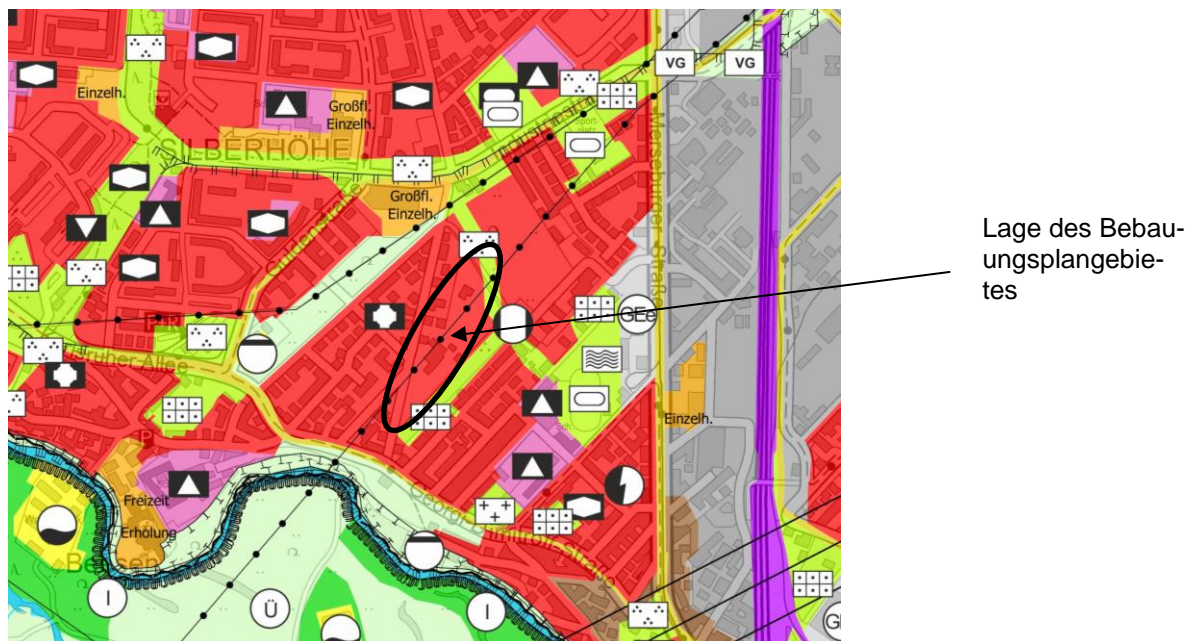 VG
VG
Einzelh.
Großfl.
Einzelh.
SILBERHÖHE
Großfl.
Einzelh.
Merseburger-Straße
GEe
P+R
Einzelh.
P
Freizeit
Erholung
I
Ü
I
Lage des Bebau-
ungsplangebie-
tes